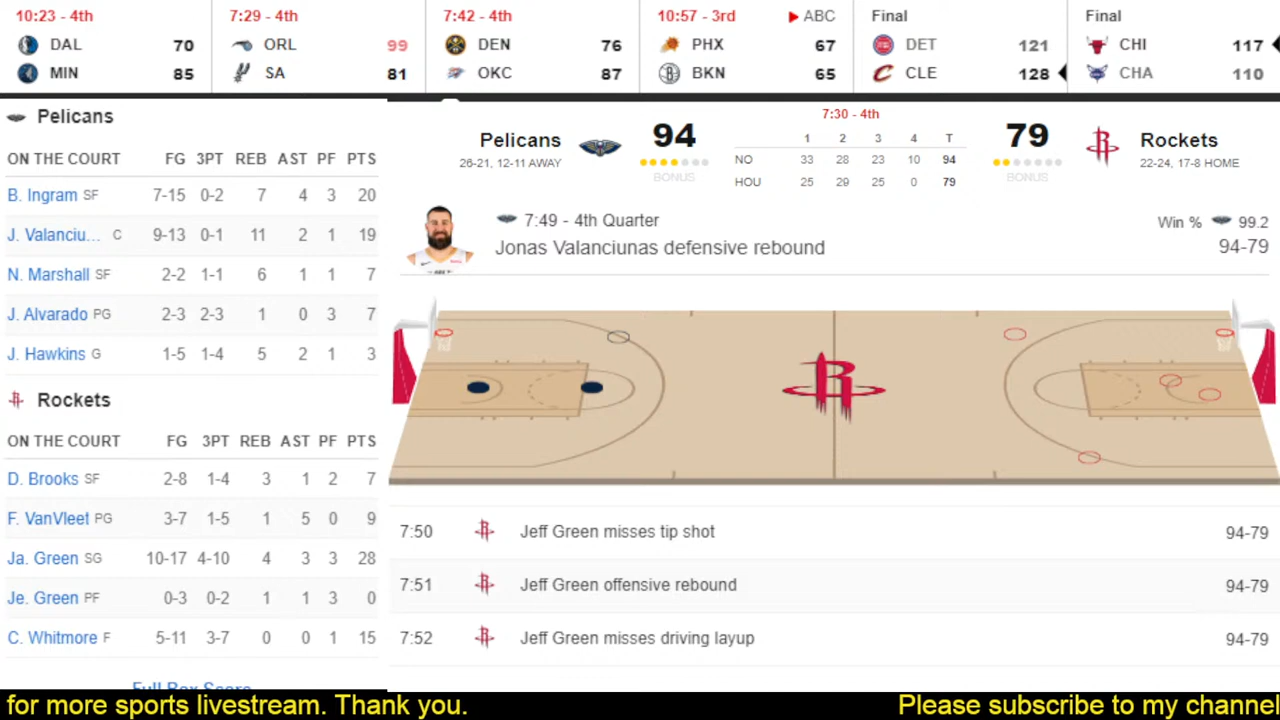 10:23 - 4th
DAL 70
MIN 85
7:29 - 4th
ORL 99
SA 81
7:42 - 4th
DEN 76
OKC 87
10:57 - 3rd ABC
PHX 67
BKN 65
Final
DET 121
CLE 128
Final
CHI 117
CHA 110
Pelicans
ON THE COURT FG 3PT REB AST PF PTS
B. Ingram SF 7-15 0-2 7 4 3 20
J. Valanciu... C 9-13 0-1 11 2 1 19
N. Marshall SF 2-2 1-1 6 1 1 7
J. Alvarado PG 2-3 2-3 1 0 3 7
J. Hawkins G 1-5 1-4 5 2 1 3
Rockets
ON THE COURT FG 3PT REB AST PF PTS
D. Brooks SF 2-8 1-4 3 1 2 7
F. VanVleet PG 3-7 1-5 1 5 0 9
Ja. Green SG 10-17 4-10 4 3 3 28
Je. Green PF 0-3 0-2 1 1 3 0
C. Whitmore F 5-11 3-7 0 0 1 15
Full Box Score
Pelicans
26-21, 12-11 AWAY
94
BONUS
7:30 - 4th
1 2 3 4 T
NO 33 28 23 10 94
HOU 25 29 25 0 79
79
BONUS
Rockets
22-24, 17-8 HOME
7:49 - 4th Quarter
Jonas Valanciunas defensive rebound
Win % 99.2
94-79
R
7:50 Jeff Green misses tip shot 94-79
7:51 Jeff Green offensive rebound 94-79
7:52 Jeff Green misses driving layup 94-79
for more sports livestream. Thank you. Please subscribe to my channel